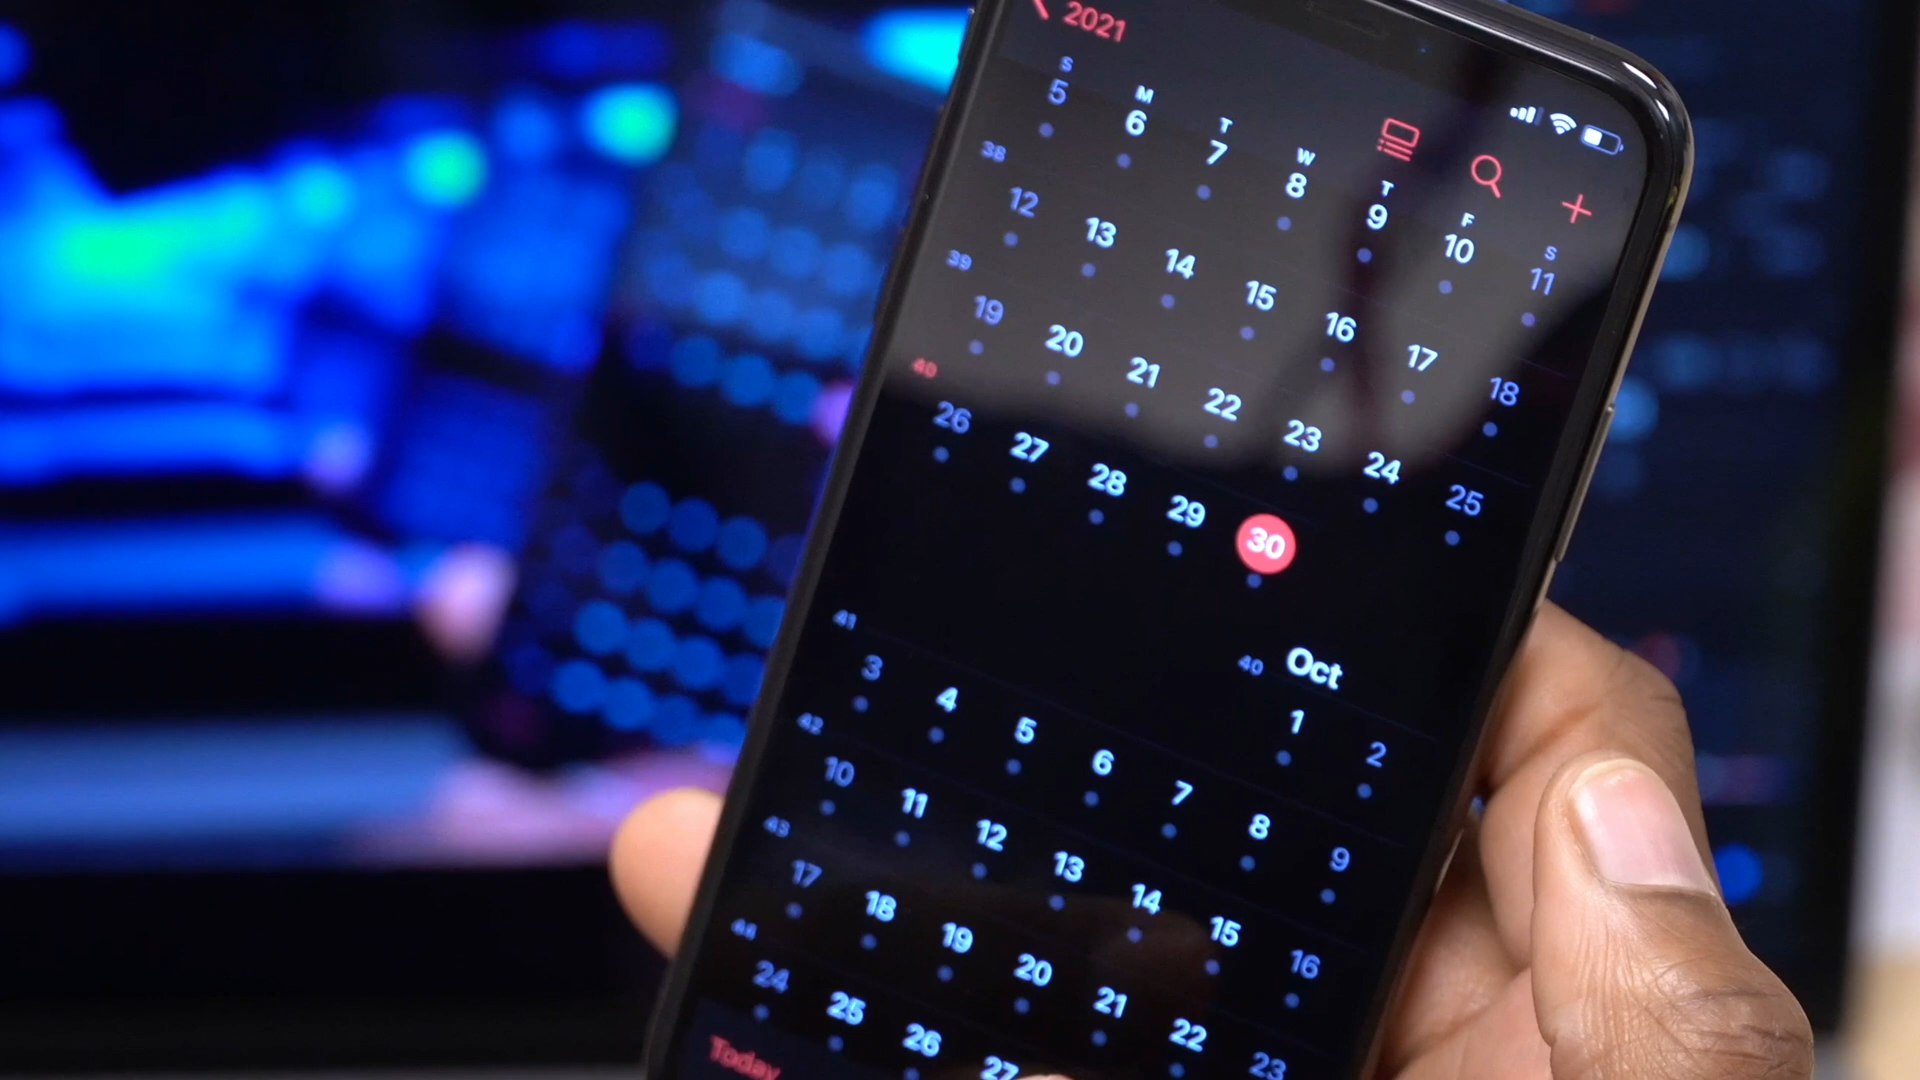 2021
S M T W T F S
5 6 7 8 9 10 11
38
12 13 14 15 16 17 18
39
19 20 21 22 23 24 25
40
26 27 28 29 30
40 Oct
1 2
41
3 4 5 6 7 8 9
42
10 11 12 13 14 15 16
43
17 18 19 20 21 22 23
44
24 25 26 27
Today